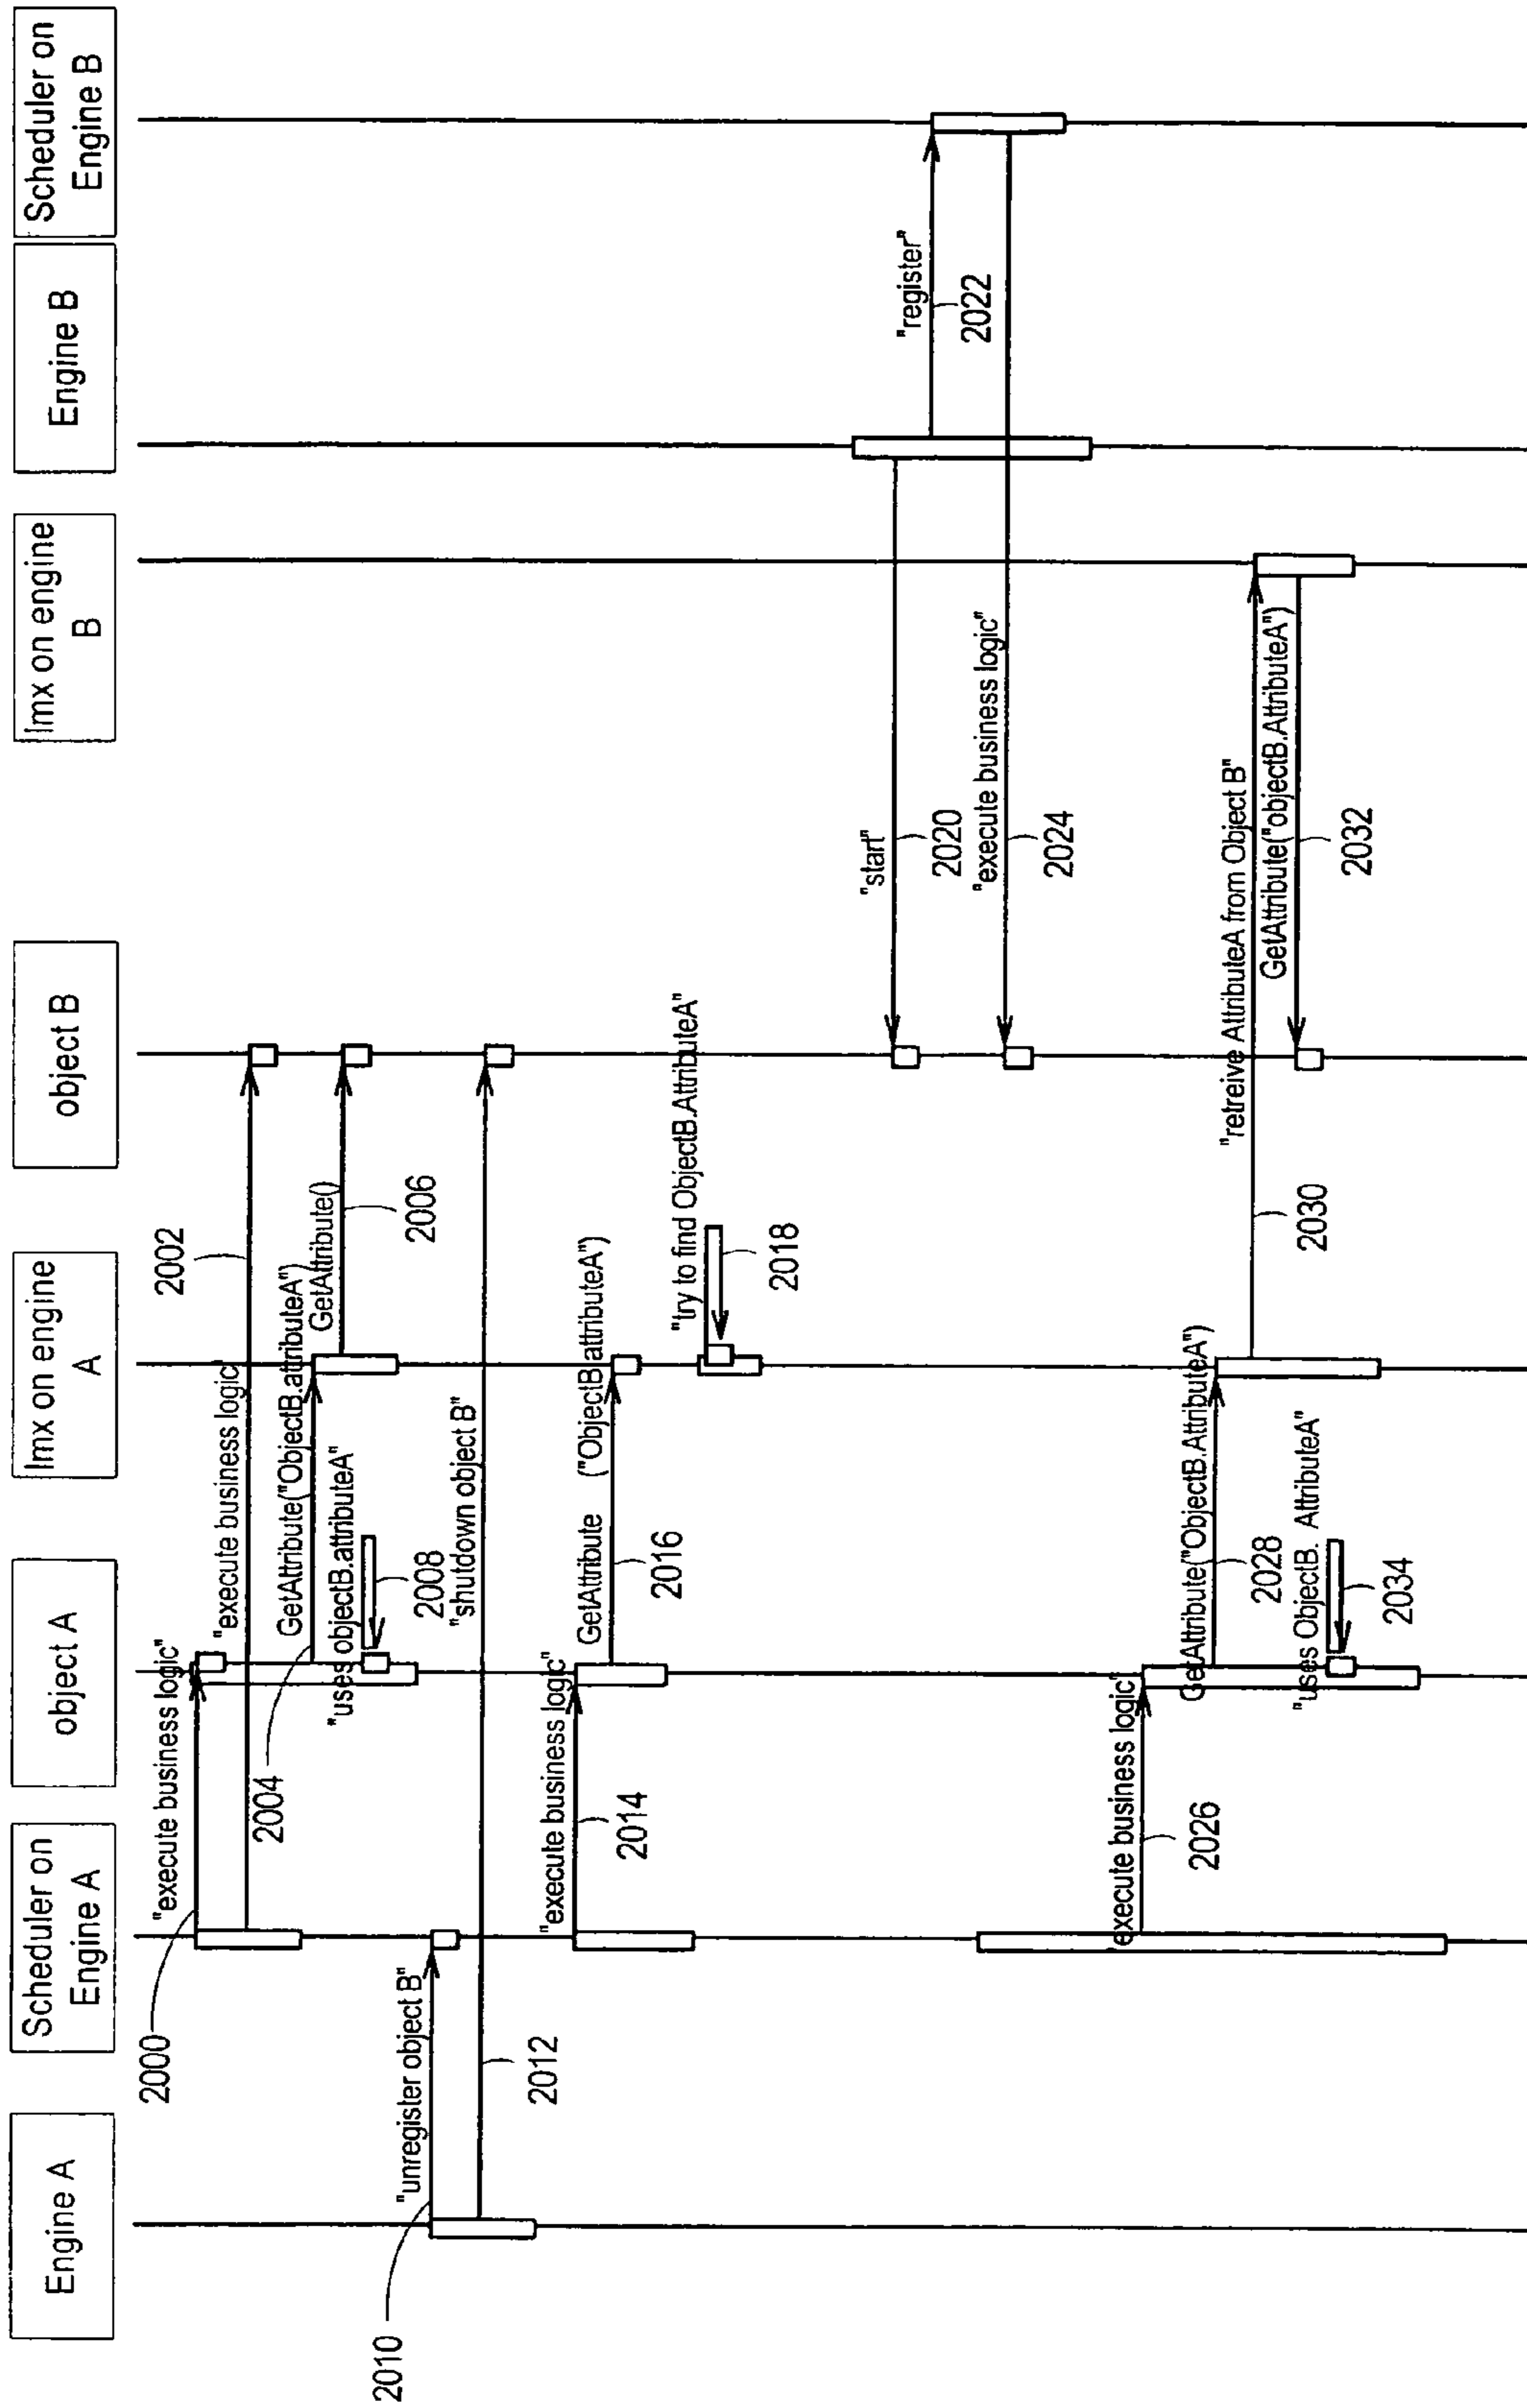 Engine A
Scheduler on
Engine A
object A
Imx on engine
A
object B
Imx on engine
B
Engine B
Scheduler on
Engine B
2000
"execute business logic"
2002
"execute business logic"
2004
GetAttribute("ObjectB.attributeA")
GetAttribute()
2006
"uses objectB.attributeA"
2008
2010
"unregister object B"
"shutdown object B"
2012
"execute business logic"
2014
GetAttribute ("ObjectB.attributeA")
2016
"try to find ObjectB.AttributeA"
2018
"start"
2020
"register"
2022
"execute business logic"
2024
"execute business logic"
2026
GetAttribute("ObjectB.AttributeA")
2028
"retreive AttributeA from Object B"
2030
GetAttribute("objectB.AttributeA")
2032
"uses ObjectB. AttributeA"
2034